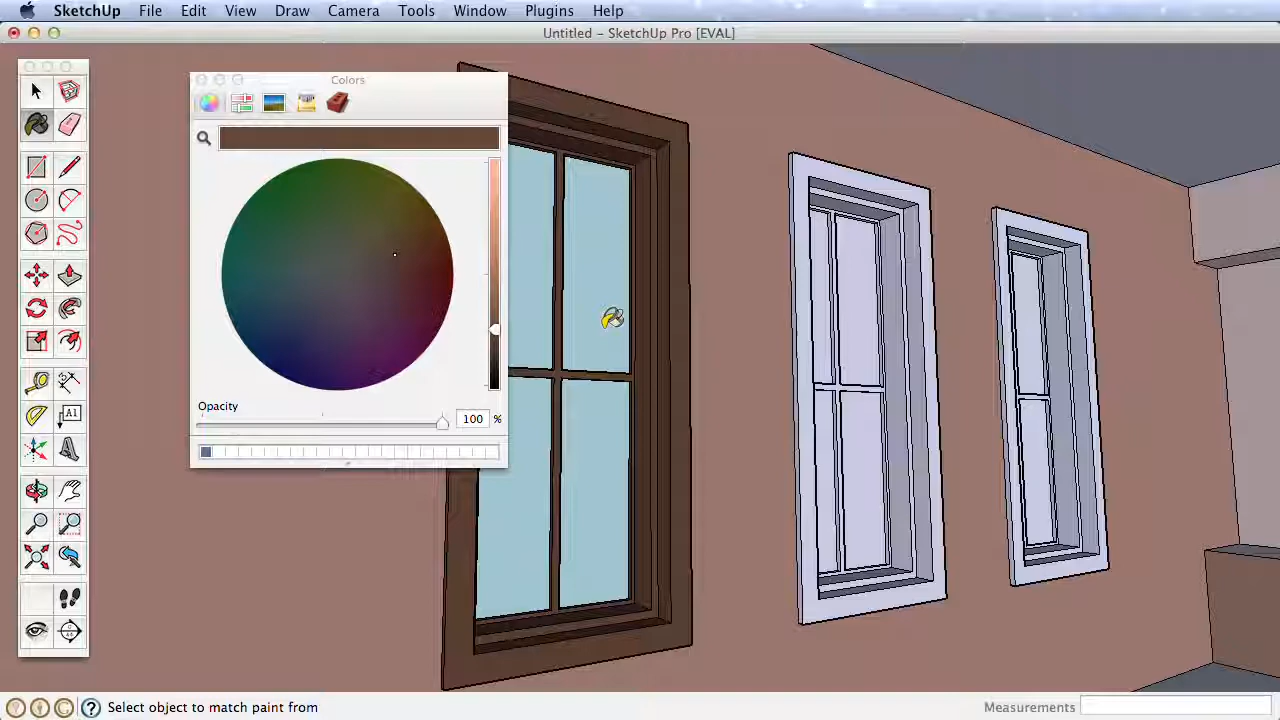 SketchUp File Edit View Draw Camera Tools Window Plugins Help
Untitled – SketchUp Pro [EVAL]
Colors
Opacity
100 %
A1
Select object to match paint from
Measurements